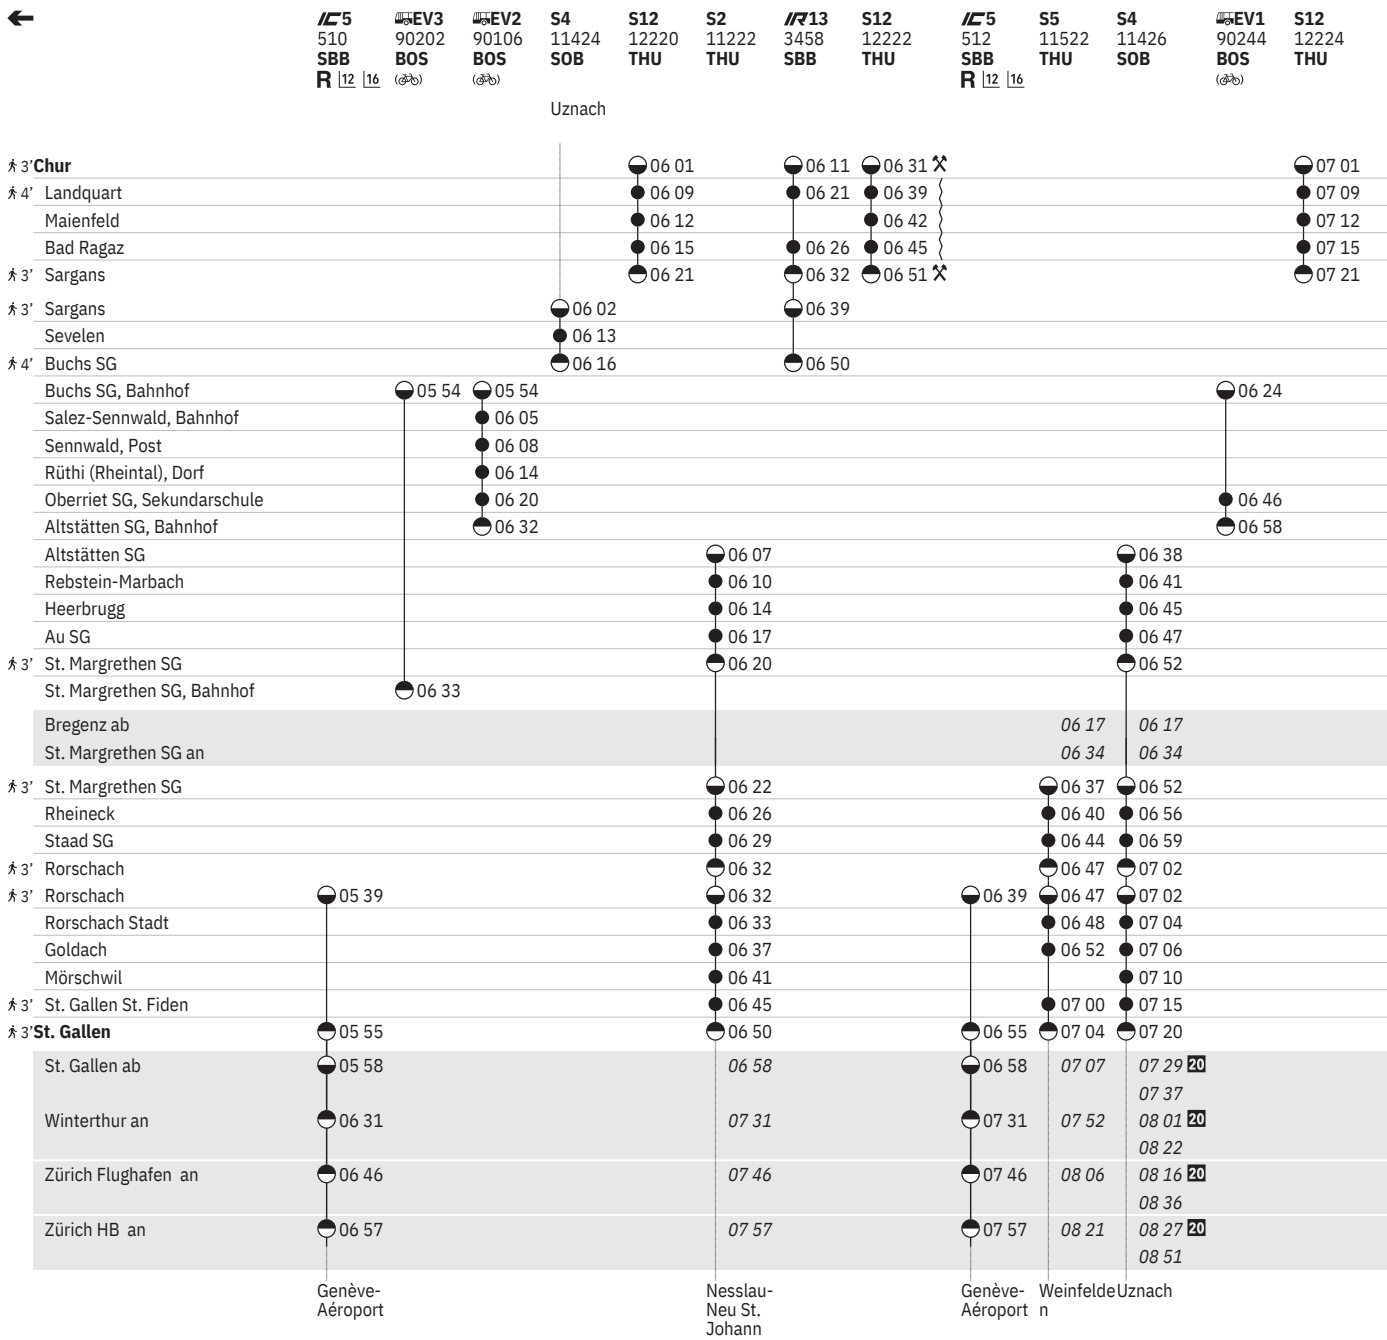 IC5 EV3 EV2 S4 S12 S2 IR13 S12 IC5 S5 S4 EV1 S12
510 90202 90106 11424 12220 11222 3458 12222 512 11522 11426 90244 12224
SBB BOS BOS SOB THU THU SBB THU SBB THU SOB BOS THU
R 12 16 R 12 16
Uznach
3' Chur 06 01 06 11 06 31 07 01
4' Landquart 06 09 06 21 06 39 07 09
Maienfeld 06 12 06 42 07 12
Bad Ragaz 06 15 06 26 06 45 07 15
3' Sargans 06 21 06 32 06 51 07 21
3' Sargans 06 02 06 39
Sevelen 06 13
4' Buchs SG 06 16 06 50
Buchs SG, Bahnhof 05 54 05 54 06 24
Salez-Sennwald, Bahnhof 06 05
Sennwald, Post 06 08
Rüthi (Rheintal), Dorf 06 14
Oberriet SG, Sekundarschule 06 20 06 46
Altstätten SG, Bahnhof 06 32 06 58
Altstätten SG 06 07 06 38
Rebstein-Marbach 06 10 06 41
Heerbrugg 06 14 06 45
Au SG 06 17 06 47
3' St. Margrethen SG 06 20 06 52
St. Margrethen SG, Bahnhof 06 33
Bregenz ab 06 17 06 17
St. Margrethen SG an 06 34 06 34
3' St. Margrethen SG 06 22 06 37 06 52
Rheineck 06 26 06 40 06 56
Staad SG 06 29 06 44 06 59
3' Rorschach 06 32 06 47 07 02
3' Rorschach 05 39 06 32 06 39 06 47 07 02
Rorschach Stadt 06 33 06 48 07 04
Goldach 06 37 06 52 07 06
Mörschwil 06 41 07 10
3' St. Gallen St. Fiden 06 45 07 00 07 15
3' St. Gallen 05 55 06 50 06 55 07 04 07 20
St. Gallen ab 05 58 06 58 06 58 07 07 07 29 20
07 37
Winterthur an 06 31 07 31 07 31 07 52 08 01 20
08 22
Zürich Flughafen an 06 46 07 46 07 46 08 06 08 16 20
08 36
Zürich HB an 06 57 07 57 07 57 08 21 08 27 20
08 51
Genève- Nesslau- Genève- Weinfelde Uznach
Aéroport Neu St. Aéroport n
Johann